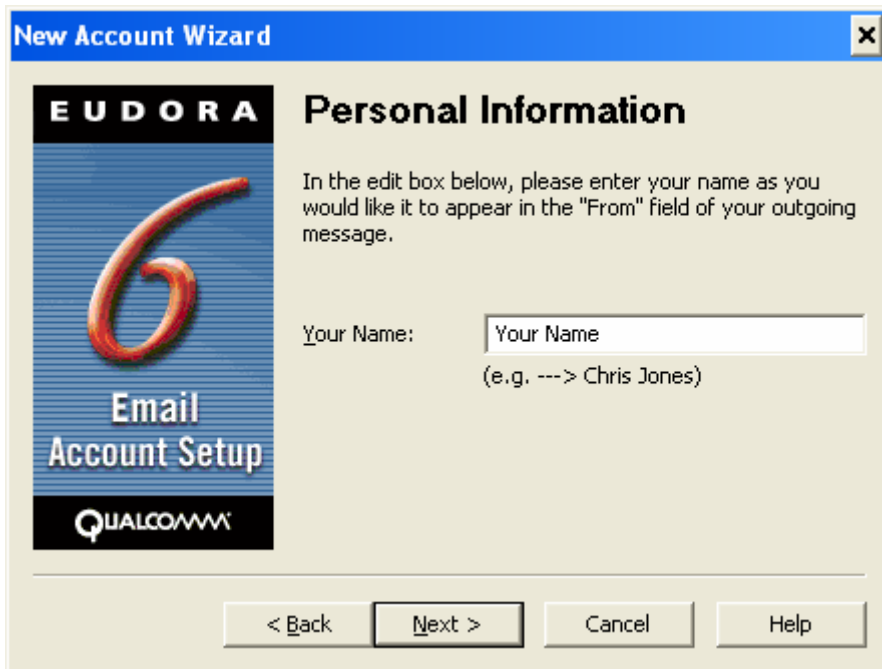 New Account Wizard
EUDORA
6
Email
Account Setup
QUALCOMM
Personal Information
In the edit box below, please enter your name as you
would like it to appear in the "From" field of your outgoing
message.
Your Name: Your Name
(e.g. ---> Chris Jones)
< Back Next > Cancel Help